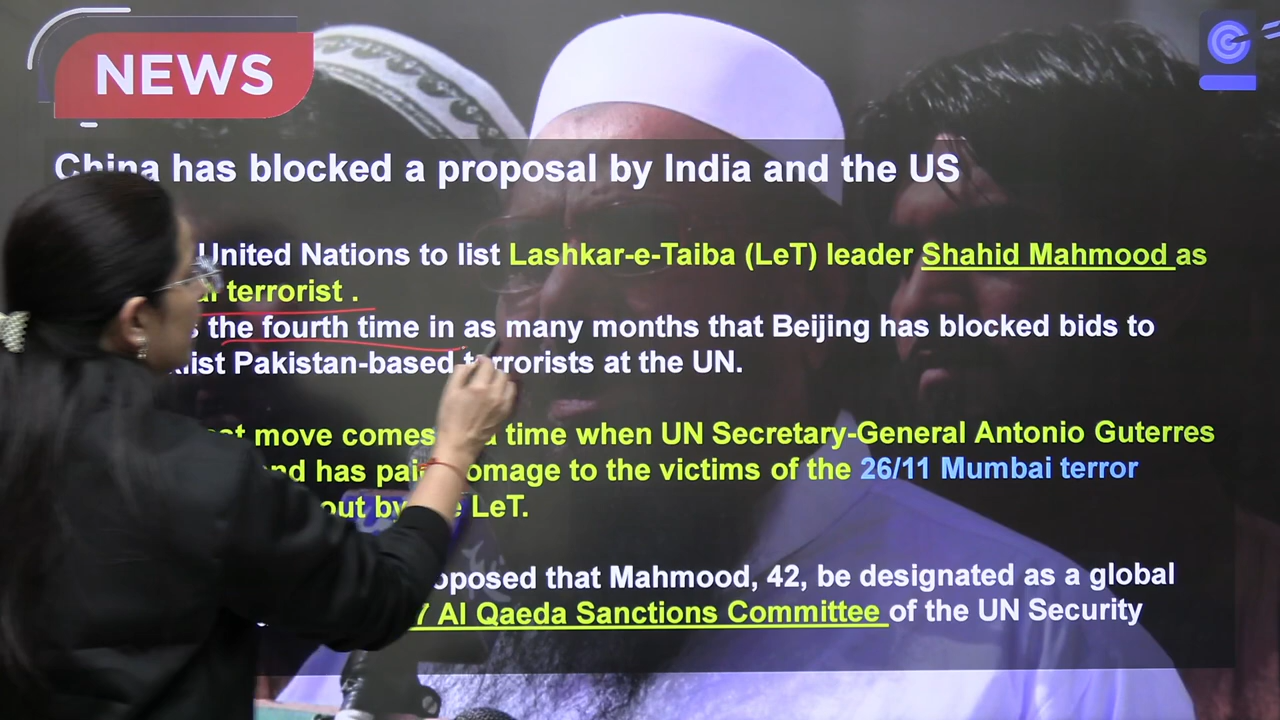 NEWS
China has blocked a proposal by India and the US
United Nations to list Lashkar-e-Taiba (LeT) leader Shahid Mahmood as
terrorist .
the fourth time in as many months that Beijing has blocked bids to
Pakistan-based terrorists at the UN.
move comes time when UN Secretary-General Antonio Guterres
has paid homage to the victims of the 26/11 Mumbai terror
out by LeT.
that Mahmood, 42, be designated as a global
Al Qaeda Sanctions Committee of the UN Security